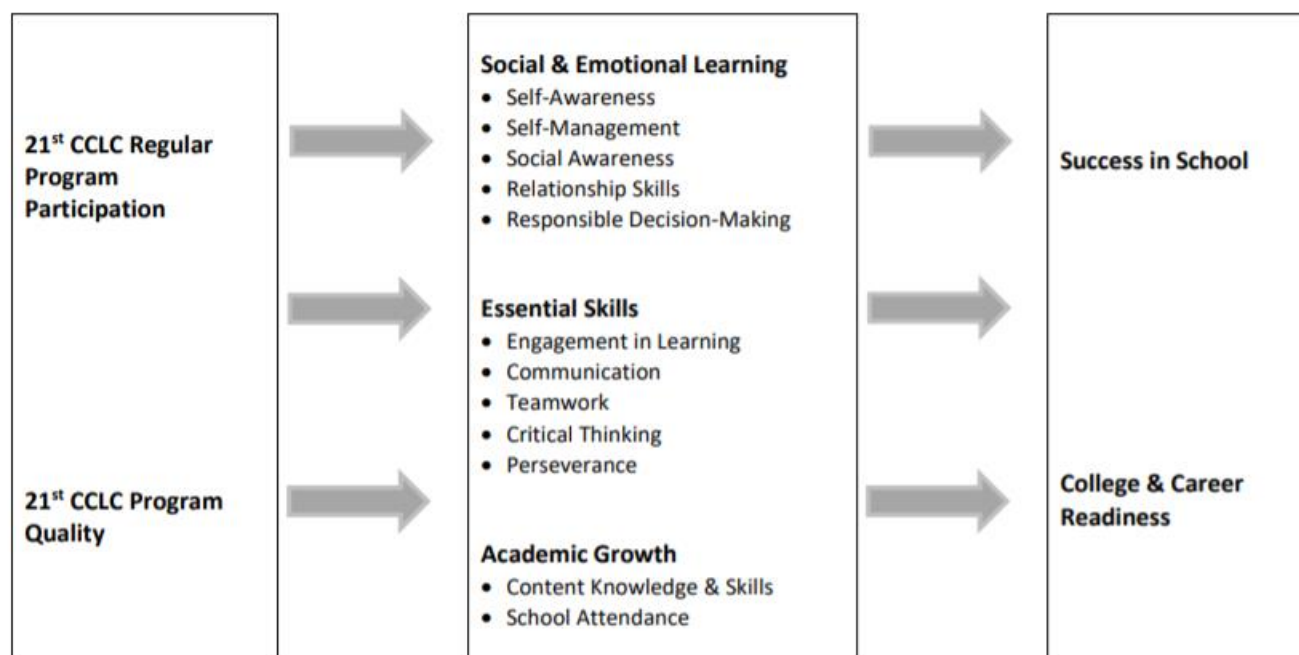 21st CCLC Regular
Program
Participation
21st CCLC Program
Quality
Social & Emotional Learning
• Self-Awareness
• Self-Management
• Social Awareness
• Relationship Skills
• Responsible Decision-Making
Essential Skills
• Engagement in Learning
• Communication
• Teamwork
• Critical Thinking
• Perseverance
Academic Growth
• Content Knowledge & Skills
• School Attendance
Success in School
College & Career
Readiness